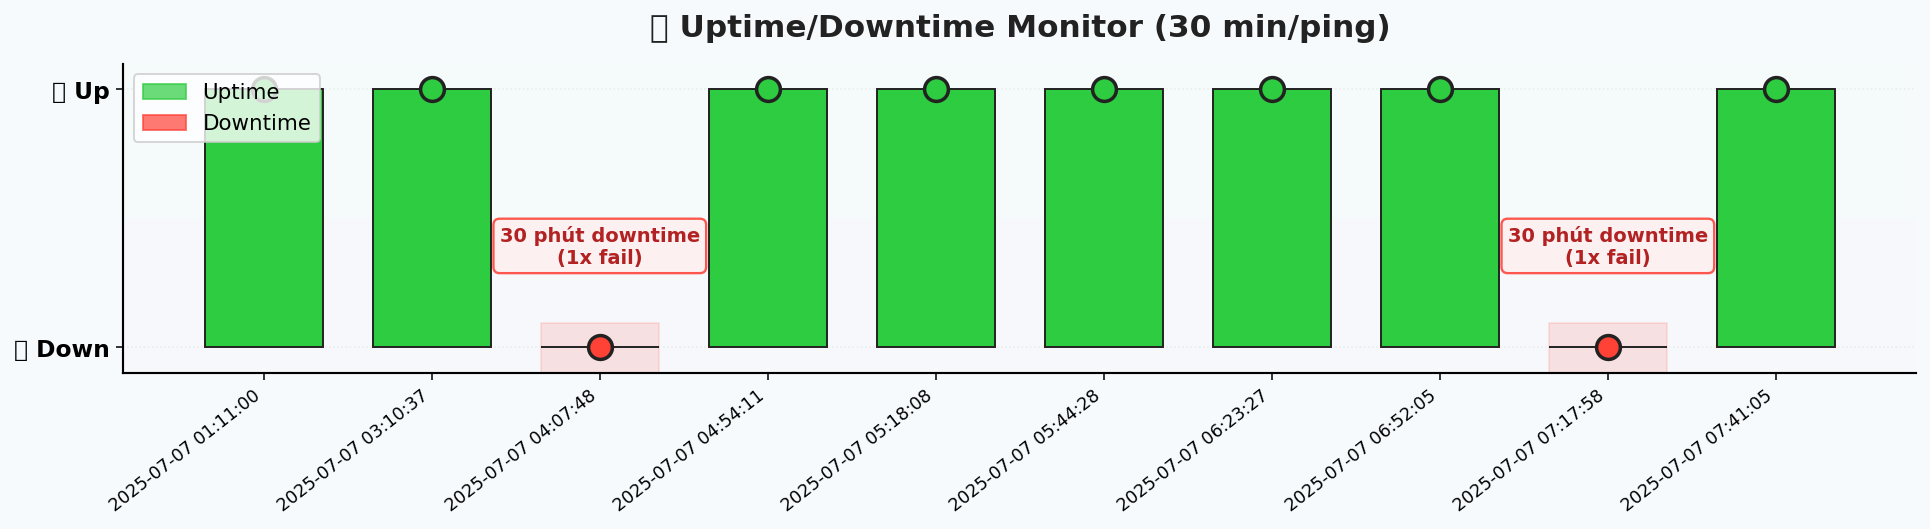 ▯ Uptime/Downtime Monitor (30 min/ping)
▯ Up
Uptime
Downtime
30 phút downtime
(1x fail)
30 phút downtime
(1x fail)
▯ Down
2025-07-07 01:11:00
2025-07-07 03:10:37
2025-07-07 04:07:48
2025-07-07 04:54:11
2025-07-07 05:18:08
2025-07-07 05:44:28
2025-07-07 06:23:27
2025-07-07 06:52:05
2025-07-07 07:17:58
2025-07-07 07:41:05